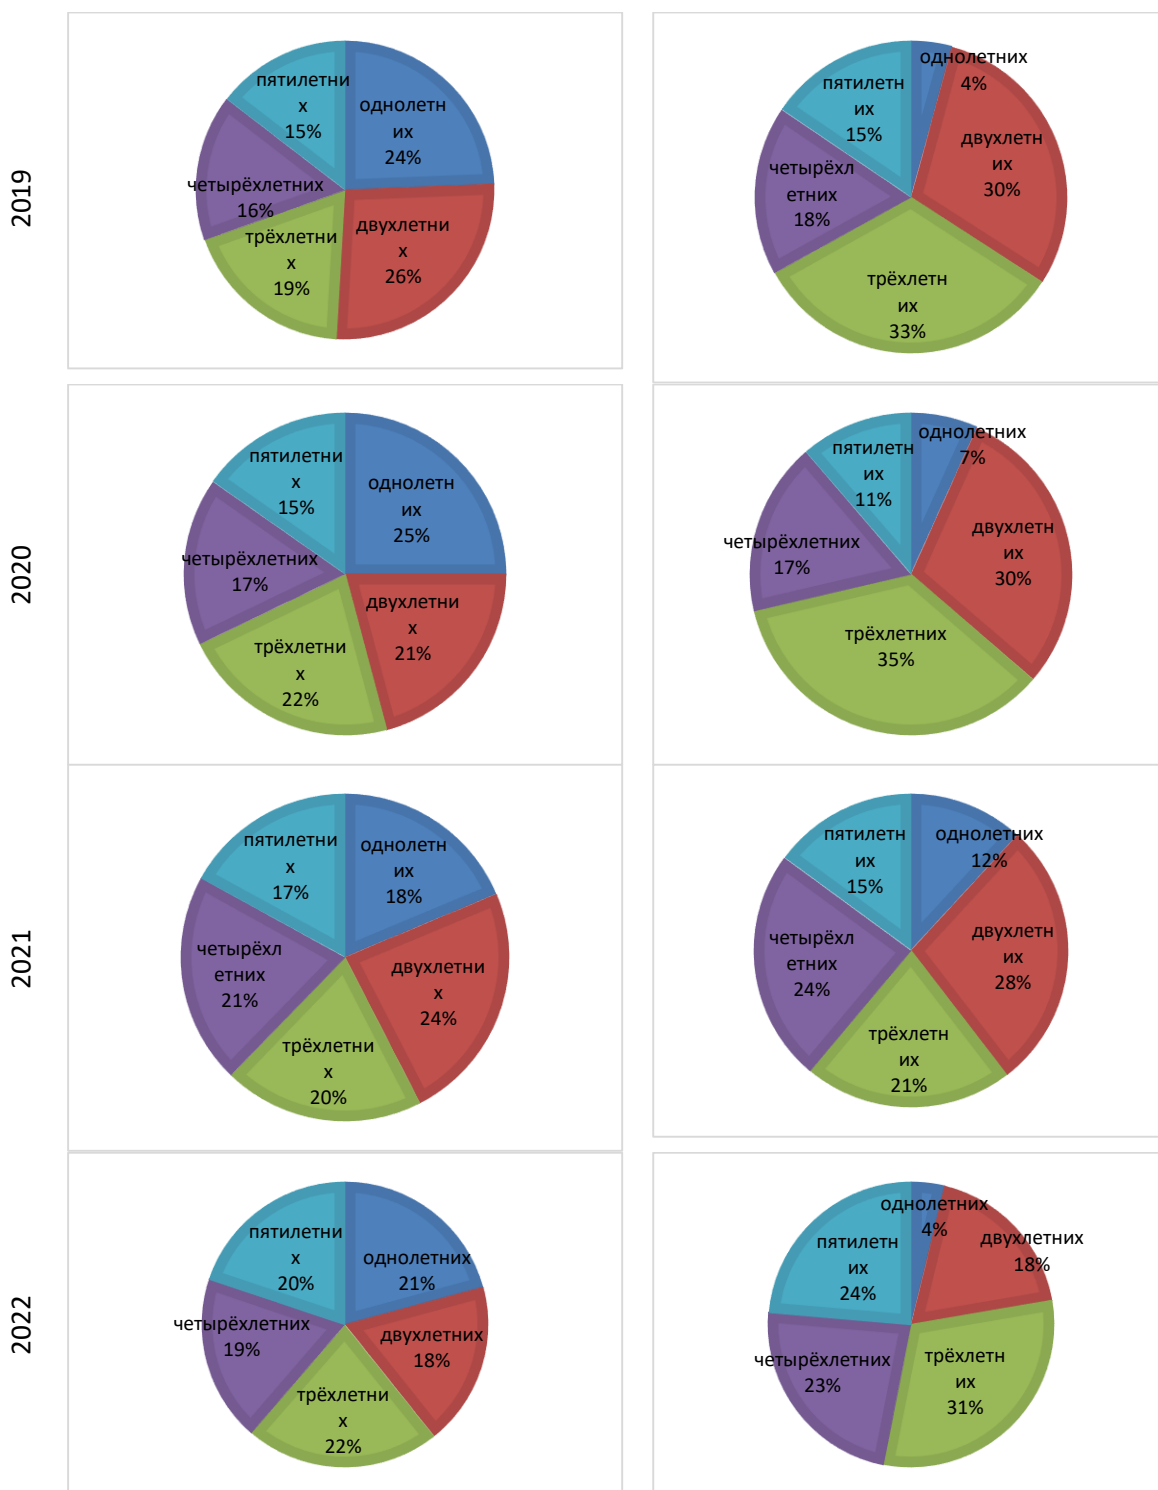 2019
пятилетни
х
15%
однолетн
их
24%
четырёхлетних
16%
двухлетни
х
26%
трёхлетни
х
19%
однолетних
4%
пятилетн
их
15%
двухлетн
их
30%
четырёхл
етних
18%
трёхлетн
их
33%
2020
пятилетни
х
15%
однолетн
их
25%
четырёхлетних
17%
двухлетни
х
21%
трёхлетни
х
22%
однолетних
7%
пятилетн
их
11%
двухлетн
их
30%
четырёхлетних
17%
трёхлетних
35%
2021
пятилетни
х
17%
однолетн
их
18%
четырёхл
етних
21%
двухлетни
х
24%
трёхлетни
х
20%
однолетних
12%
пятилетн
их
15%
двухлетн
их
28%
четырёхл
етних
24%
трёхлетн
их
21%
2022
пятилетни
х
20%
однолетних
21%
четырёхлетних
19%
двухлетних
18%
трёхлетни
х
22%
однолетних
4%
двухлетних
18%
пятилетн
их
24%
четырёхлетних
23%
трёхлетн
их
31%